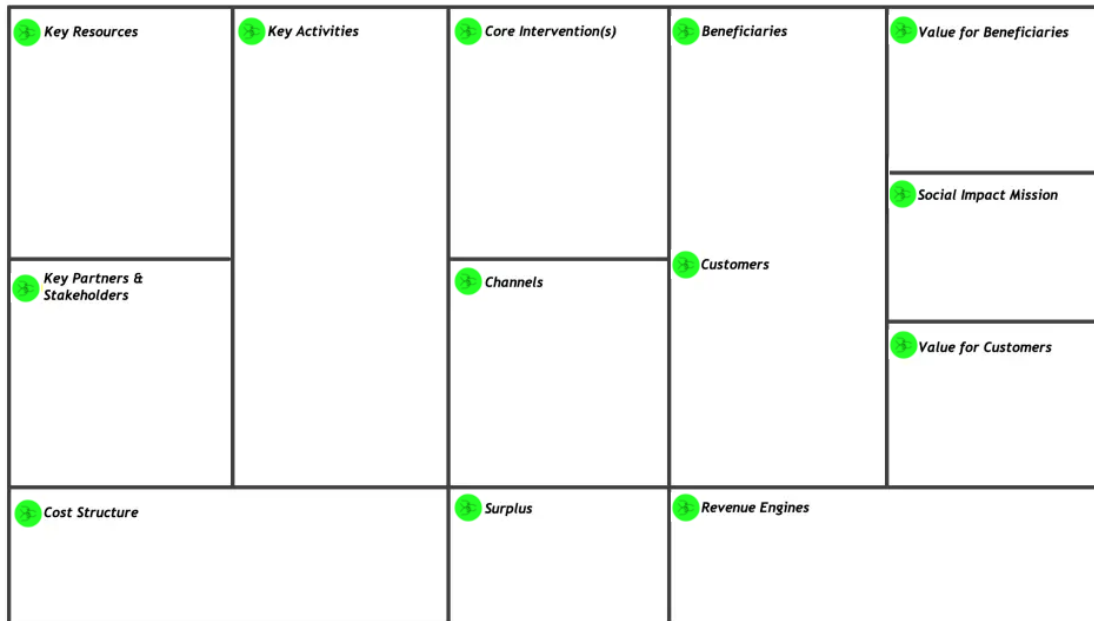 Key Resources
Key Activities
Core Intervention(s)
Beneficiaries
Value for Beneficiaries
Social Impact Mission
Key Partners &
Stakeholders
Channels
Customers
Value for Customers
Cost Structure
Surplus
Revenue Engines